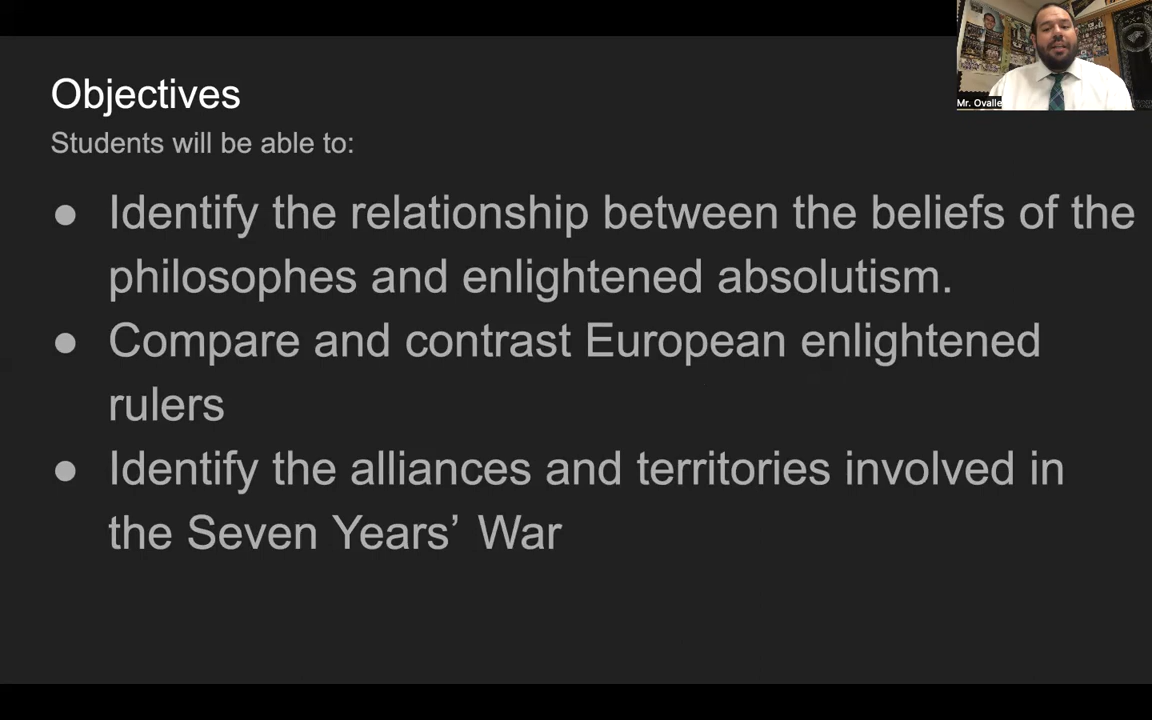 Objectives
Students will be able to:
● Identify the relationship between the beliefs of the
philosophes and enlightened absolutism.
● Compare and contrast European enlightened
rulers
● Identify the alliances and territories involved in
the Seven Years’ War
Mr. Ovalle